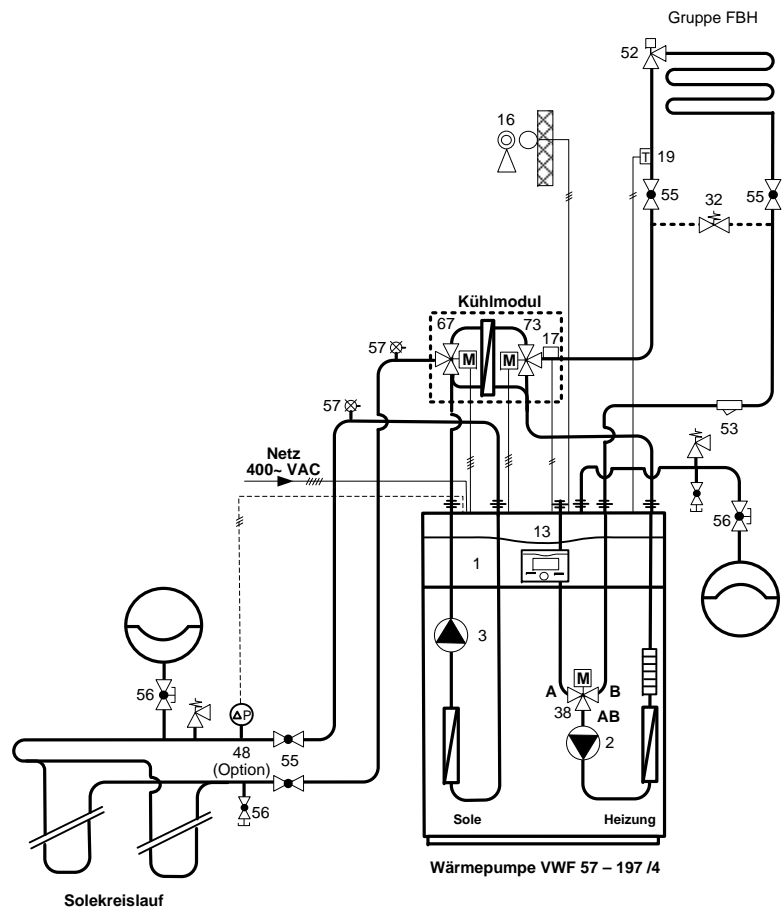 Gruppe FBH
52
16
T
19
55
32
55
Kühlmodul
67
73
17
M
M
57
57
53
Netz
400~ VAC
56
13
1
3
M
A
B
38
AB
2
56
ΔP
48
(Option)
55
56
Sole
Heizung
Wärmepumpe VWF 57 – 197 /4
Solekreislauf